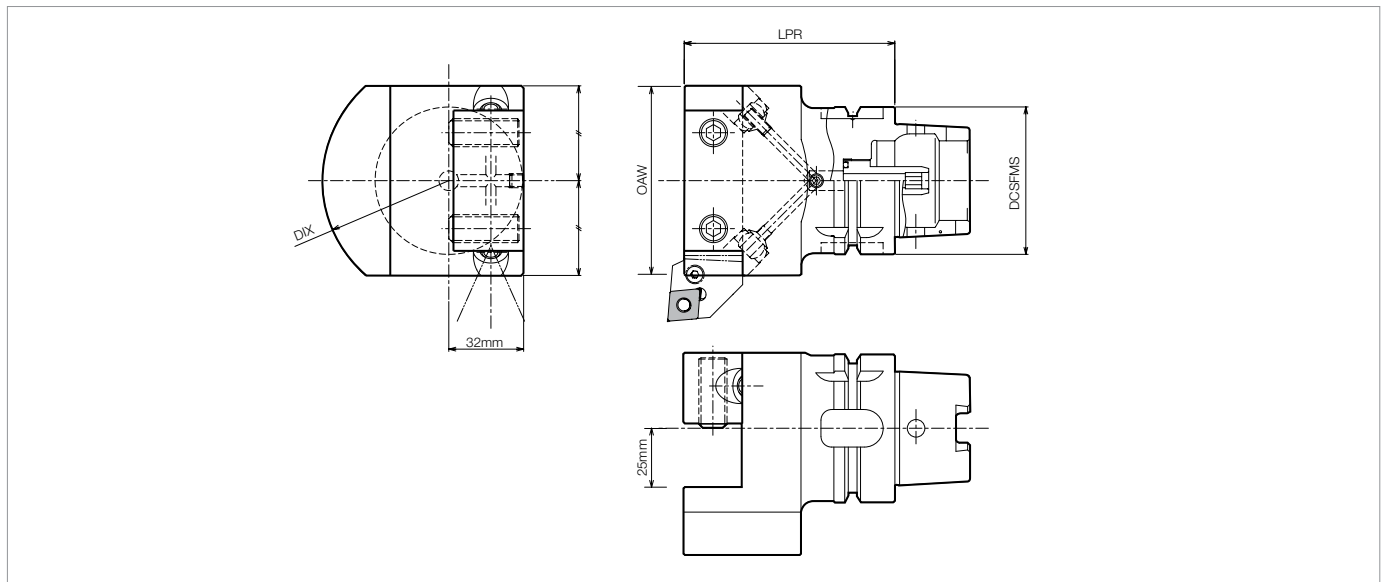 LPR
OAW
DCSFMS
DIX
32mm
25mm